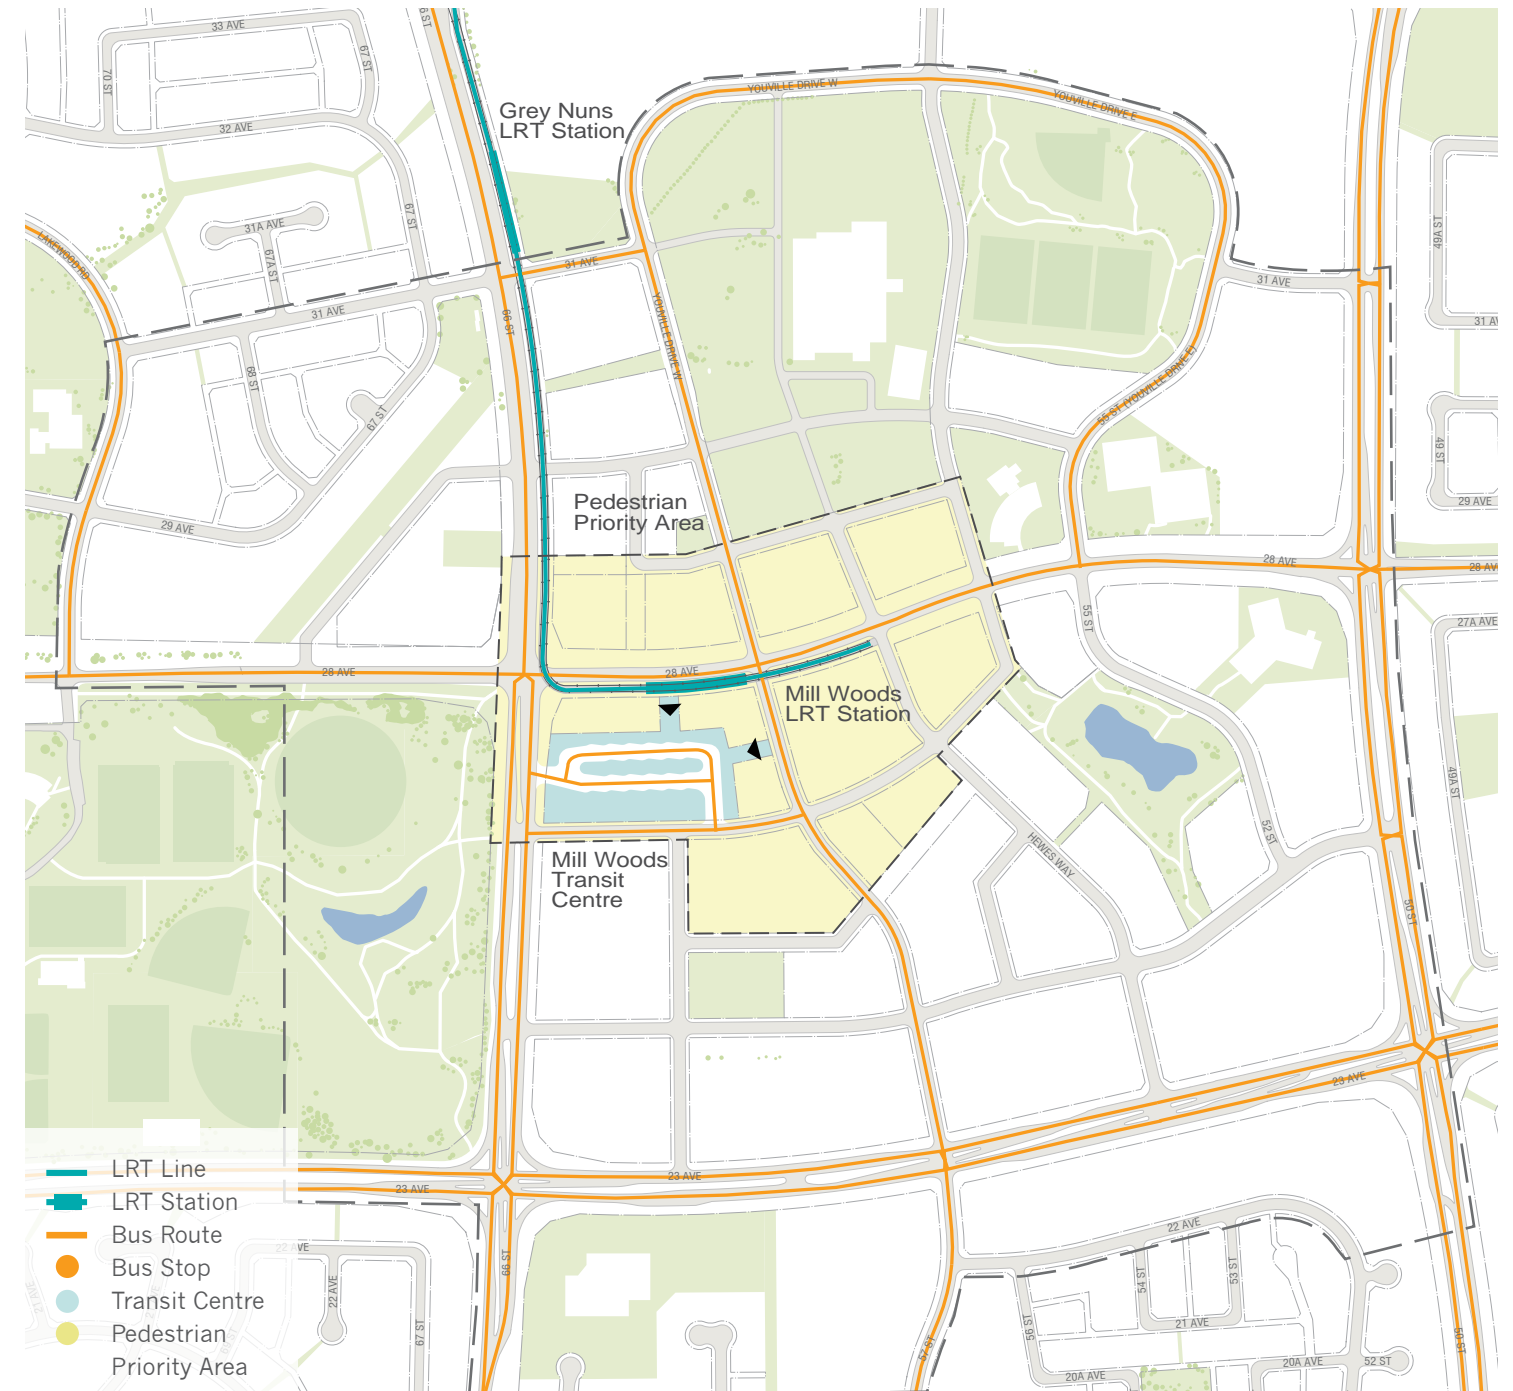 33 AVE
66 ST
67 ST
70 ST
32 AVE
Grey Nuns
LRT Station
YOUVILLE DRIVE W
YOUVILLE DRIVE E
67 ST
31A AVE
67A ST
LAKEWOOD RD
31 AVE
31 AVE
31 AVE
49A ST
31 AV
66 ST
YOUVILLE DRIVE W
68 ST
67 ST
55 ST (YOUVILLE DRIVE E)
49 ST
29 AVE
29 AVE
Pedestrian
Priority Area
28 AVE
28 AV
55 ST
27A AVE
28 AVE
28 AVE
Mill Woods
LRT Station
49A ST
52 ST
HEWES WAY
Mill Woods
Transit
Centre
50 ST
23 AVE
23 AVE
23 AVE
LRT Line
LRT Station
Bus Route
Bus Stop
Transit Centre
Pedestrian
Priority Area
22 AVE
22 AVE
21 AVE
67 ST
66 ST
22 AVE
54 ST
53 ST
56 ST
57 ST
21 AVE
20A AVE
20A AVE
52 ST
50 ST